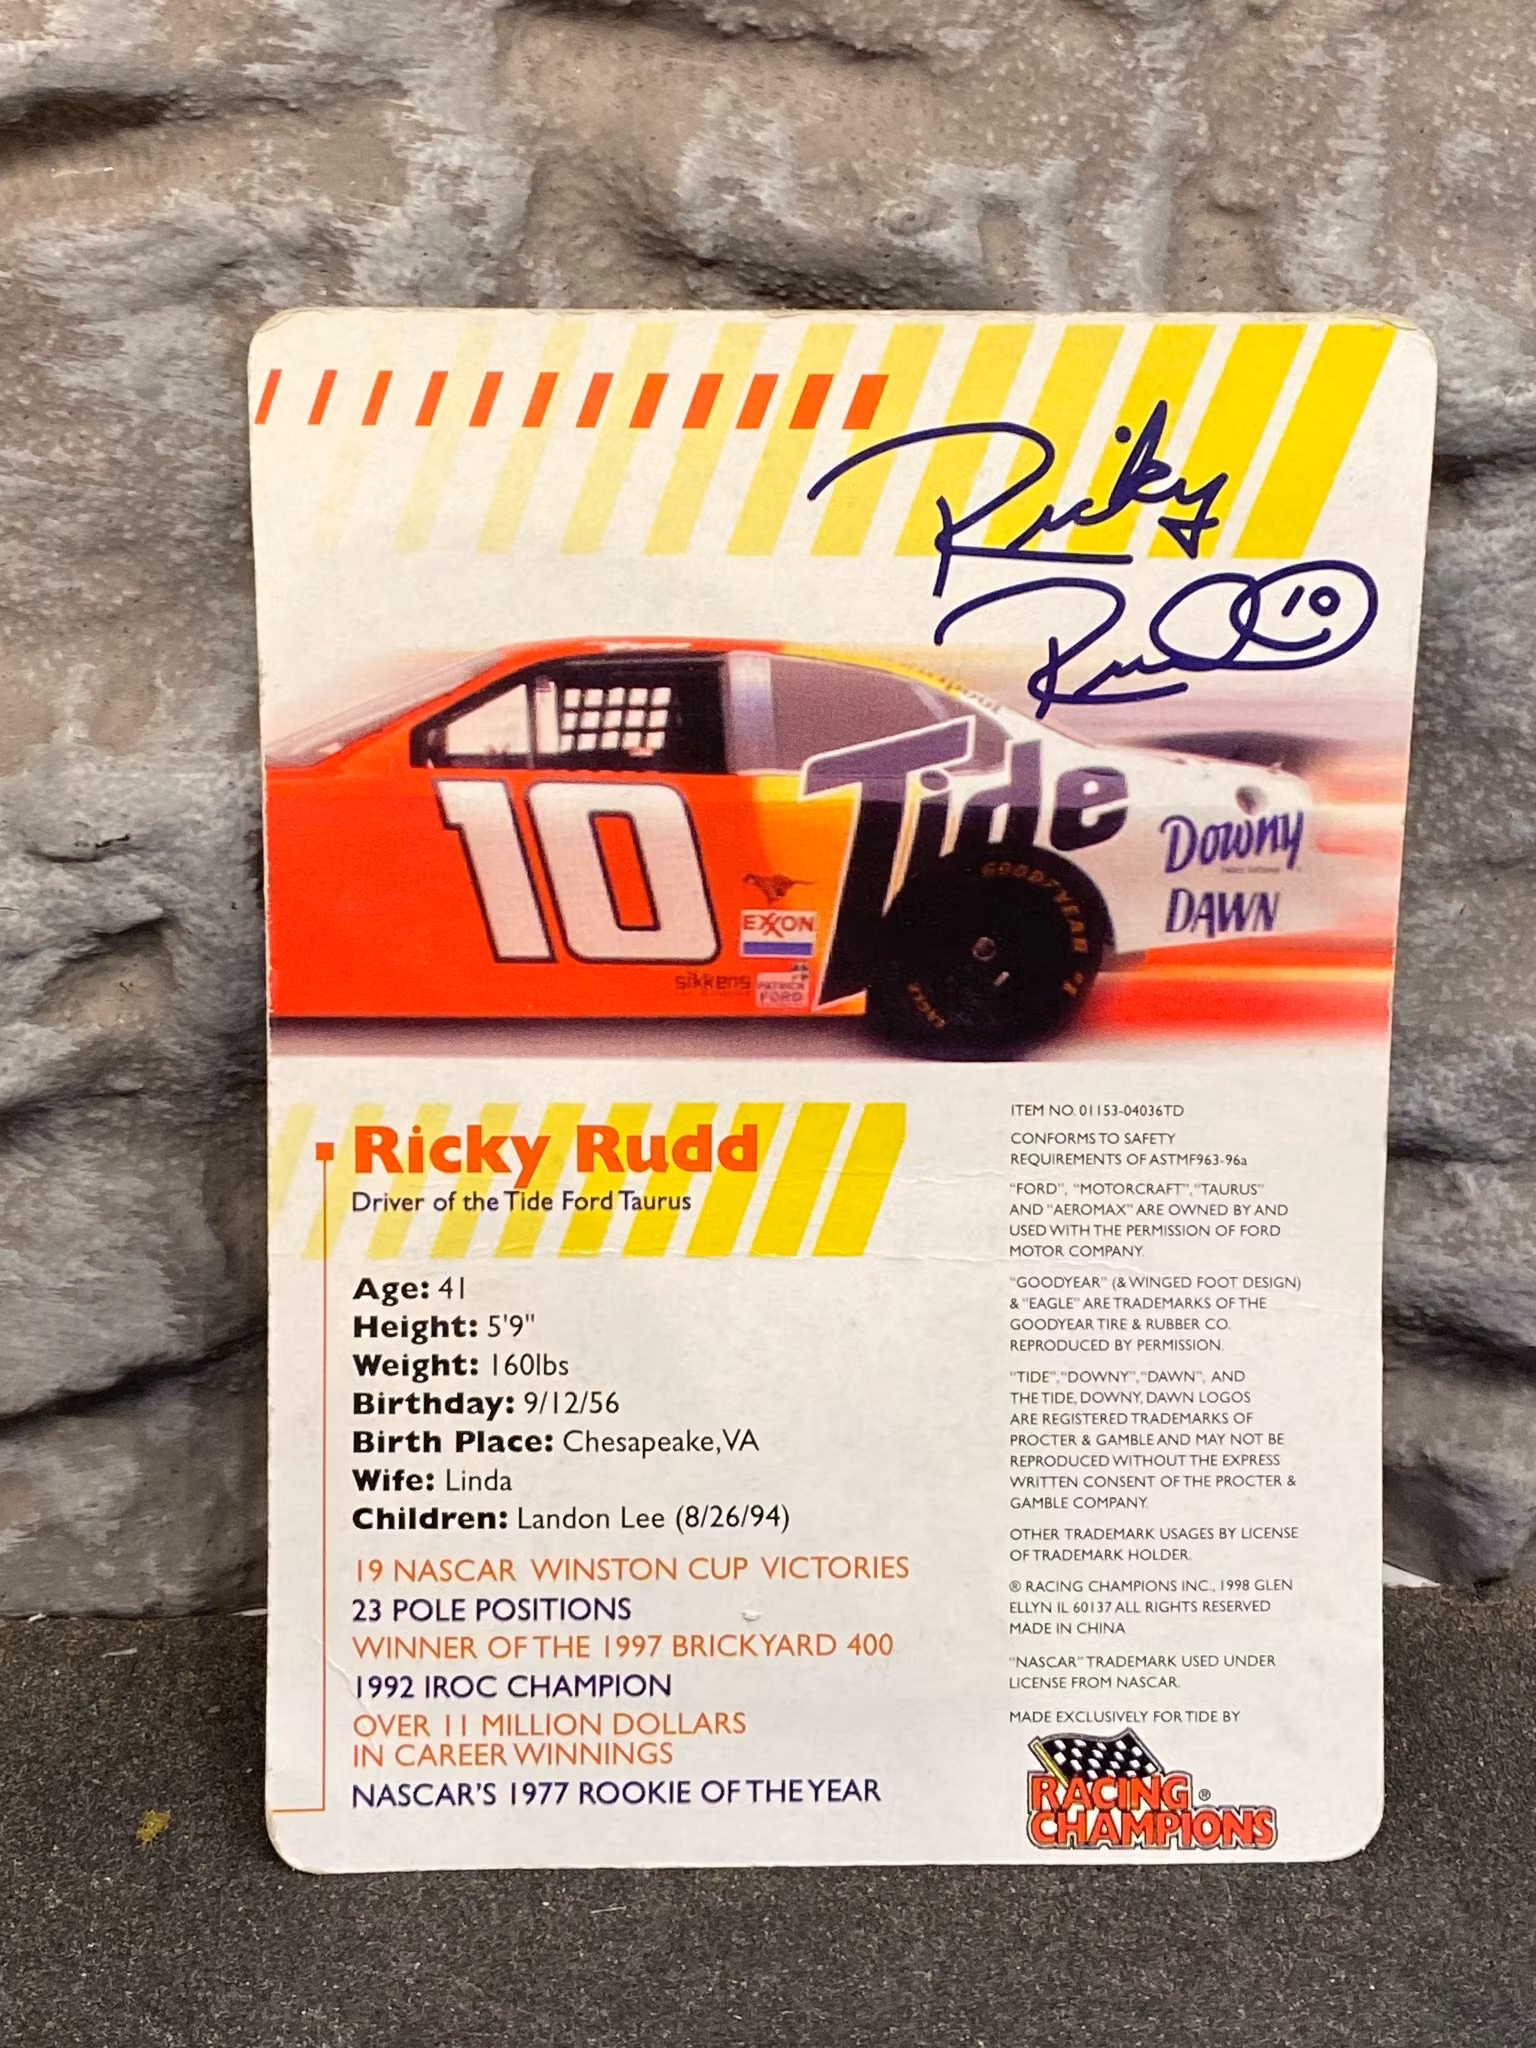 Ricky
Rudd 10
Tide
10
Downy
DAWN
GOODYEAR #1
EAGLE
EXXON
sikkens
FORD
Ricky Rudd
Driver of the Tide Ford Taurus
Age: 41
Height: 5'9"
Weight: 160lbs
Birthday: 9/12/56
Birth Place: Chesapeake, VA
Wife: Linda
Children: Landon Lee (8/26/94)
19 NASCAR WINSTON CUP VICTORIES
23 POLE POSITIONS
WINNER OF THE 1997 BRICKYARD 400
1992 IROC CHAMPION
OVER 11 MILLION DOLLARS
IN CAREER WINNINGS
NASCAR'S 1977 ROOKIE OF THE YEAR
ITEM NO. 01153-04036TD
CONFORMS TO SAFETY
REQUIREMENTS OF ASTMF963-96a
"FORD", "MOTORCRAFT", "TAURUS"
AND "AEROMAX" ARE OWNED BY AND
USED WITH THE PERMISSION OF FORD
MOTOR COMPANY.
"GOODYEAR" (& WINGED FOOT DESIGN)
& "EAGLE" ARE TRADEMARKS OF THE
GOODYEAR TIRE & RUBBER CO.
REPRODUCED BY PERMISSION.
"TIDE", "DOWNY", "DAWN", AND
THE TIDE, DOWNY, DAWN LOGOS
ARE REGISTERED TRADEMARKS OF
PROCTER & GAMBLE AND MAY NOT BE
REPRODUCED WITHOUT THE EXPRESS
WRITTEN CONSENT OF THE PROCTER &
GAMBLE COMPANY.
OTHER TRADEMARK USAGES BY LICENSE
OF TRADEMARK HOLDER.
® RACING CHAMPIONS INC., 1998 GLEN
ELLYN IL 60137 ALL RIGHTS RESERVED
MADE IN CHINA
"NASCAR" TRADEMARK USED UNDER
LICENSE FROM NASCAR.
MADE EXCLUSIVELY FOR TIDE BY
RACING ®
CHAMPIONS